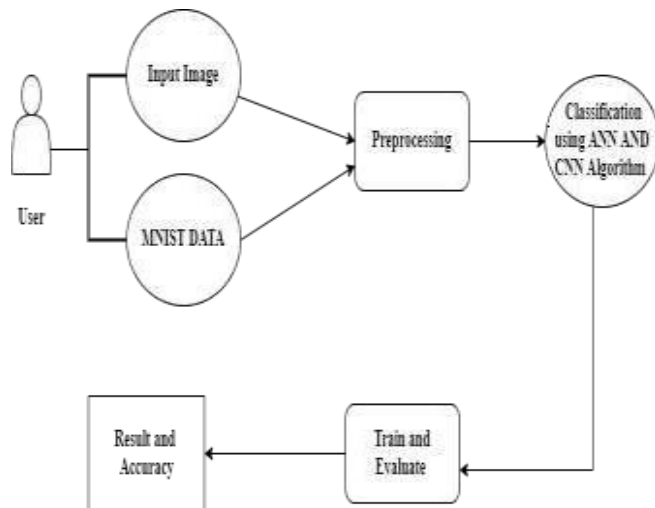 Input Image
User
MNIST DATA
Preprocessing
Classification
using ANN AND
CNN Algorithm
Train and
Evaluate
Result and
Accuracy